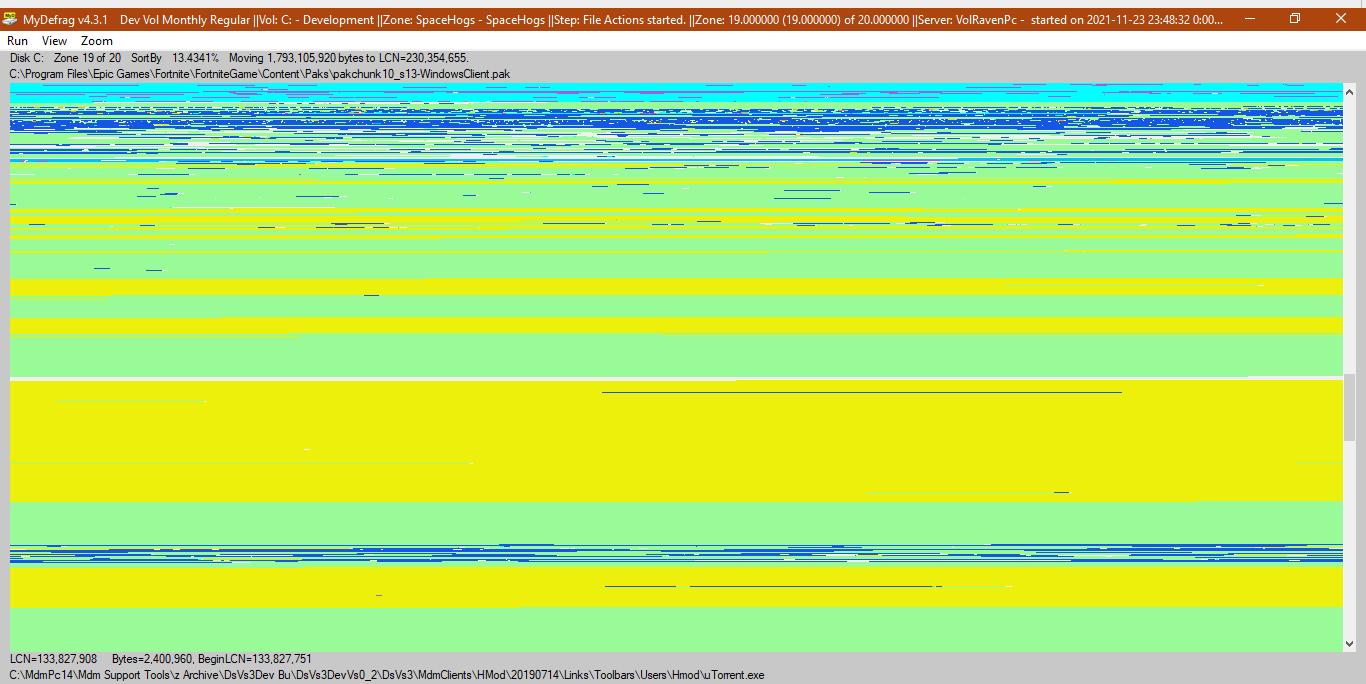 MyDefrag v4.3.1 Dev Vol Monthly Regular ||Vol: C: - Development ||Zone: SpaceHogs - SpaceHogs ||Step: File Actions started. ||Zone: 19.000000 (19.000000) of 20.000000 ||Server: VolRavenPc - started on 2021-11-23 23:48:32 0:00...
Run View Zoom
Disk C: Zone 19 of 20 SortBy 13.4341% Moving 1,793,105,920 bytes to LCN=230,354,655.
C:\Program Files\Epic Games\Fortnite\FortniteGame\Content\Paks\pakchunk10_s13-WindowsClient.pak
LCN=133,827,908 Bytes=2,400,960, BeginLCN=133,827,751
C:\MdmPc14\Mdm Support Tools\z Archive\DsVs3Dev Bu\DsVs3DevVs0_2\DsVs3\MdmClients\HMod\20190714\Links\Toolbars\Users\Hmod\uTorrent.exe